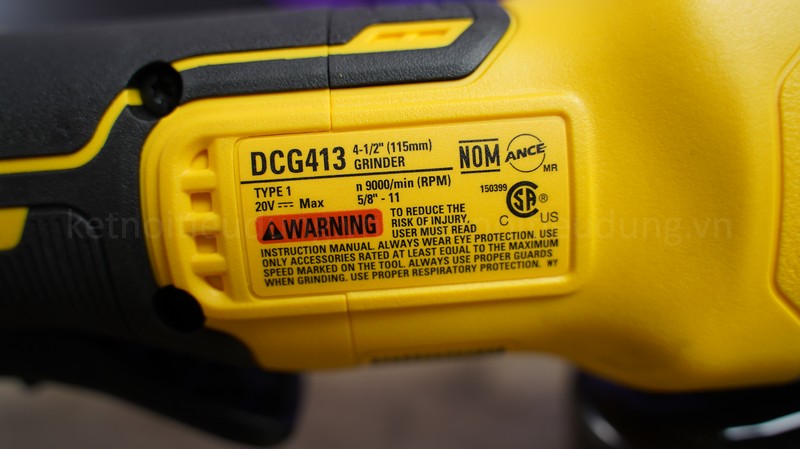 DCG413 4-1/2" (115mm)
GRINDER
NOM ANCE MR
TYPE 1 n 9000/min (RPM)
20V ⎓ Max 5/8" - 11
150399
SA ®
C US
⚠WARNING TO REDUCE THE
RISK OF INJURY,
USER MUST READ
INSTRUCTION MANUAL. ALWAYS WEAR EYE PROTECTION. USE
ONLY ACCESSORIES RATED AT LEAST EQUAL TO THE MAXIMUM
SPEED MARKED ON THE TOOL. ALWAYS USE PROPER GUARDS
WHEN GRINDING. USE PROPER RESPIRATORY PROTECTION. WY